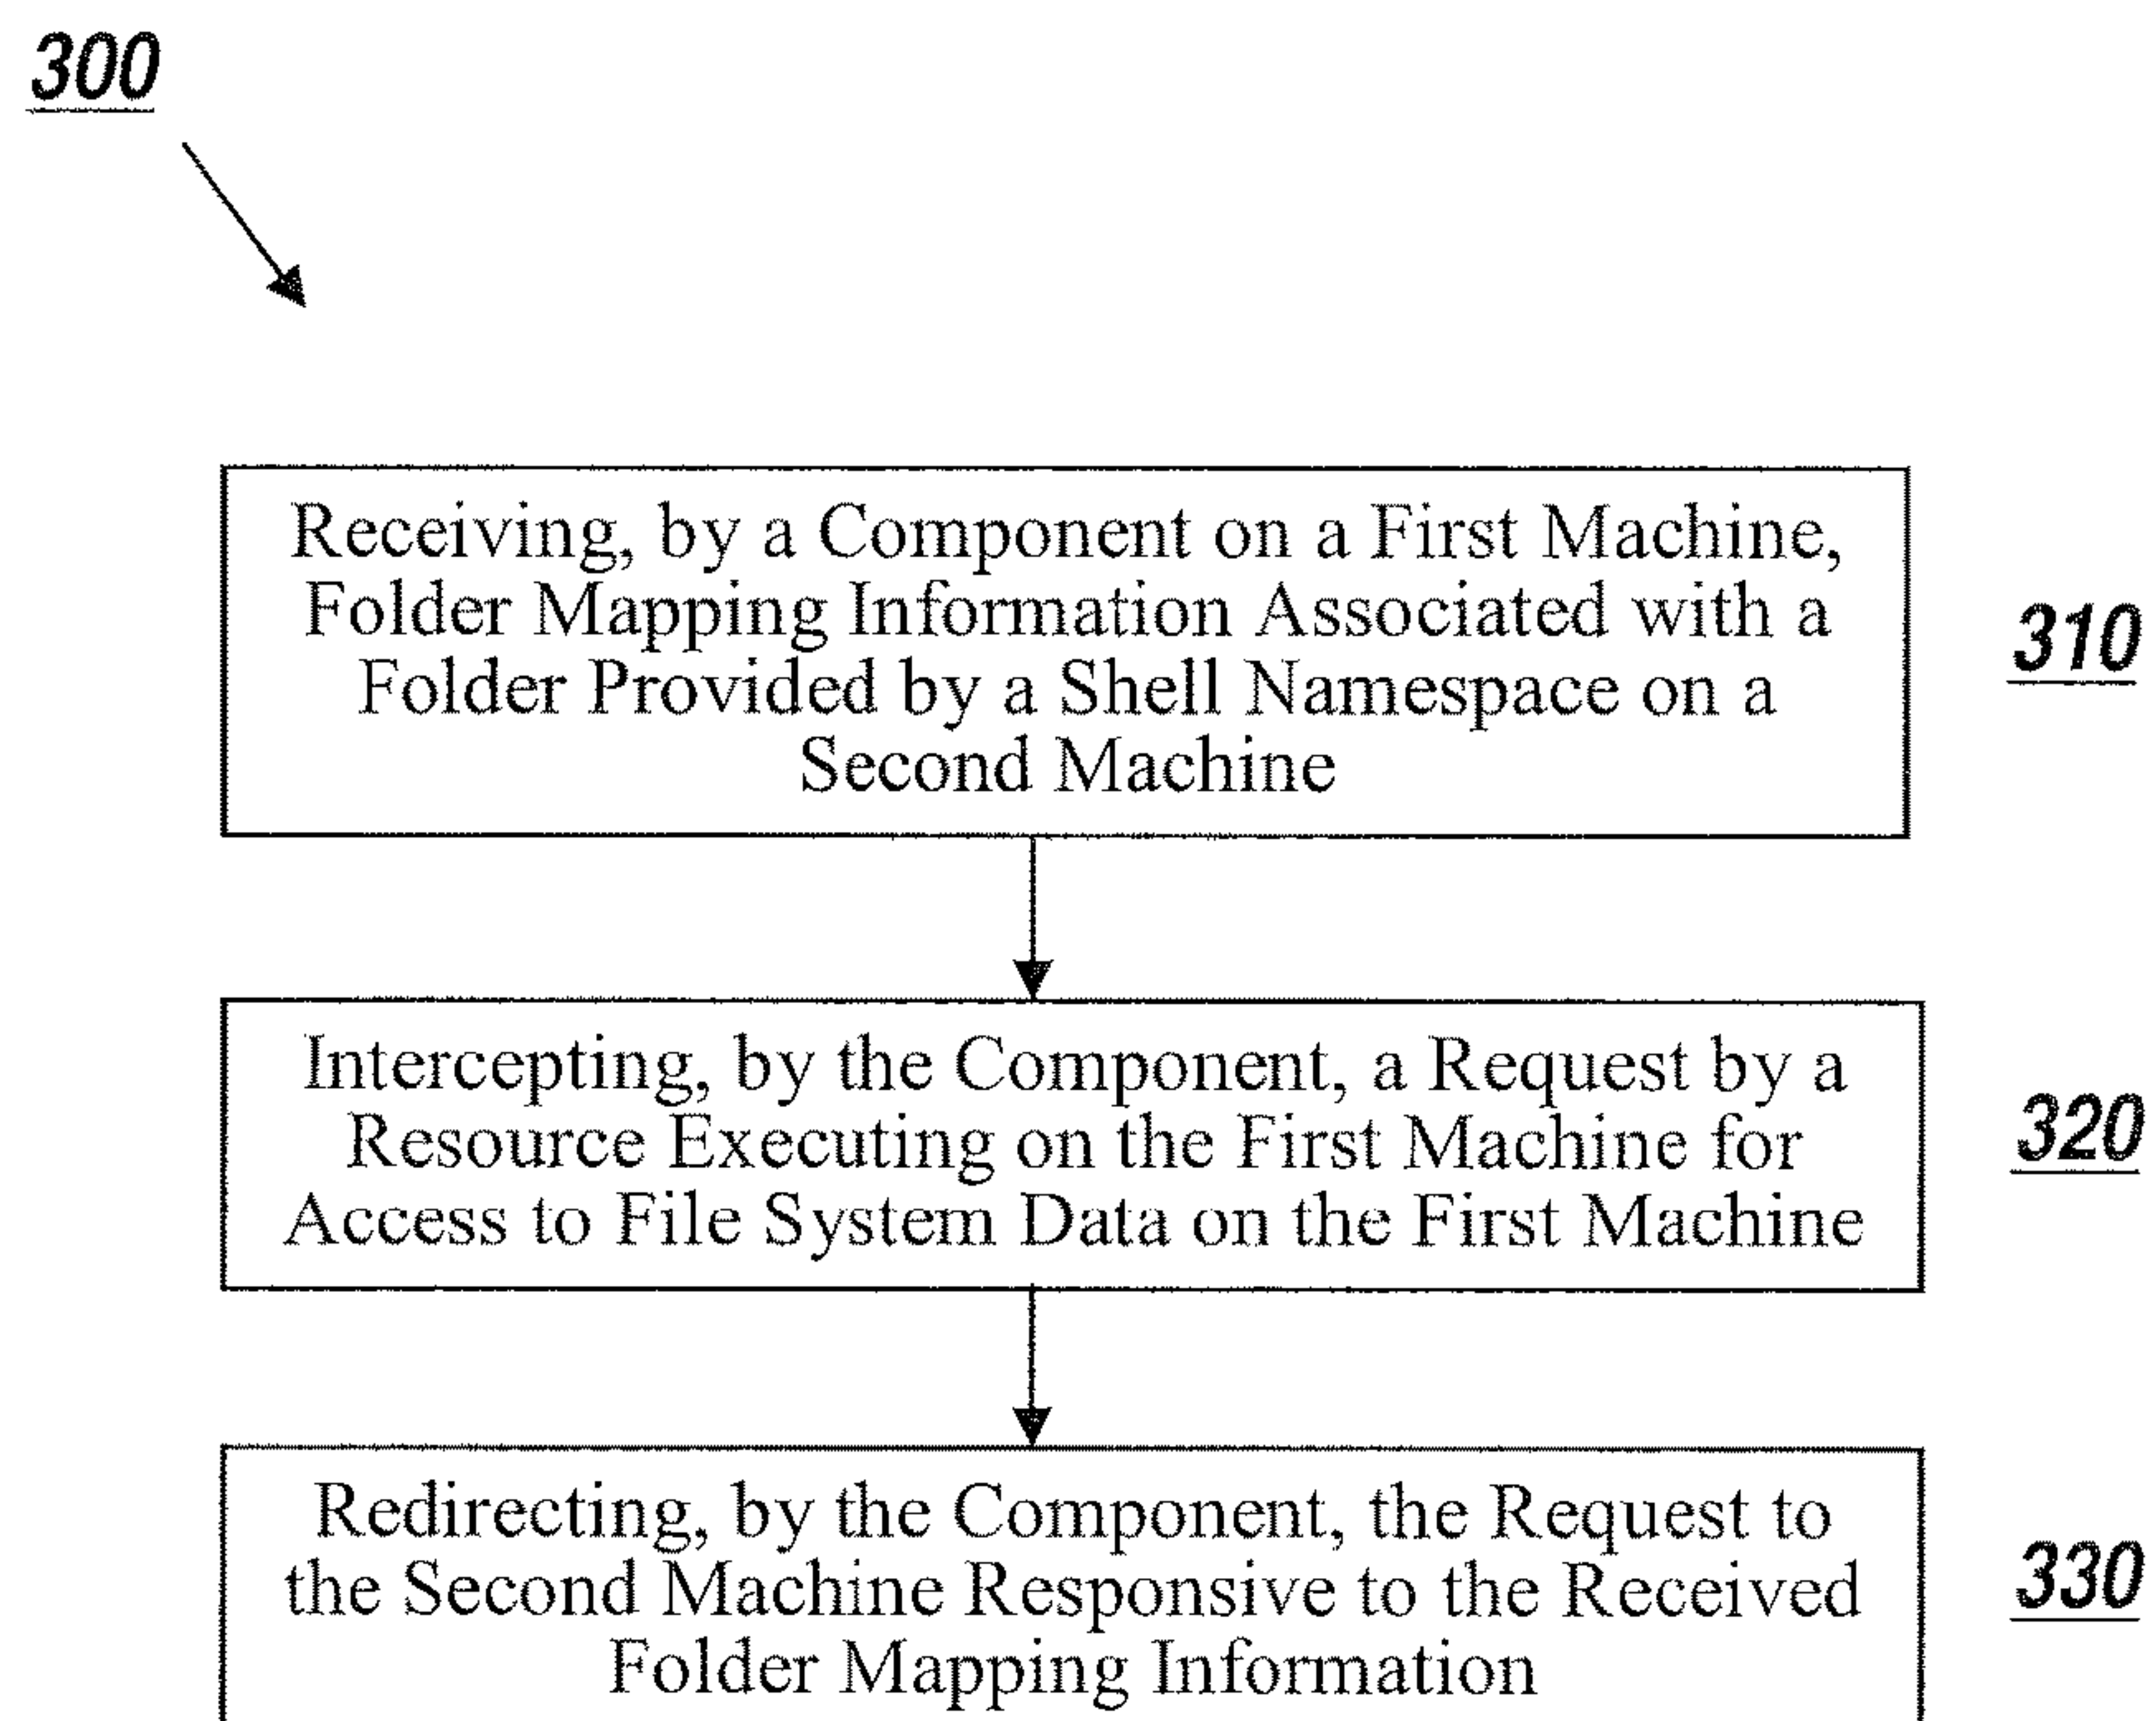 300
Receiving, by a Component on a First Machine,
Folder Mapping Information Associated with a
Folder Provided by a Shell Namespace on a
Second Machine
310
Intercepting, by the Component, a Request by a
Resource Executing on the First Machine for
Access to File System Data on the First Machine
320
Redirecting, by the Component, the Request to
the Second Machine Responsive to the Received
Folder Mapping Information
330